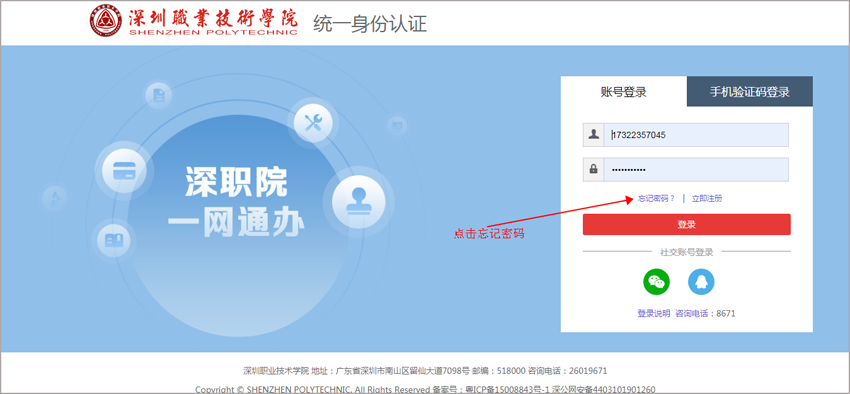 深圳職業技術學院 统一身份认证
SHENZHEN POLYTECHNIC
账号登录 手机验证码登录
17322357045
•••••••••••
深职院
一网通办
忘记密码？ | 立即注册
点击忘记密码
登录
社交账号登录
登录说明 咨询电话：8671
深圳职业技术学院 地址：广东省深圳市南山区留仙大道7098号 邮编：518000 咨询电话：26019671
Copyright © SHENZHEN POLYTECHNIC, All Rights Reserved 备案号：粤ICP备15008843号-1 深公网安备4403101901260